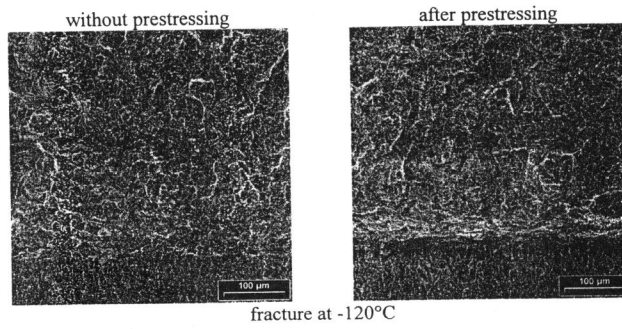 without prestressing
after prestressing
100 µm
100 µm
fracture at -120°C